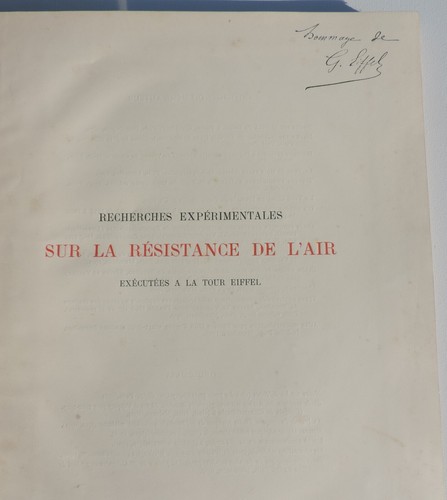 Hommage de
G. Eiffel
RECHERCHES EXPÉRIMENTALES
SUR LA RÉSISTANCE DE L'AIR
EXÉCUTÉES A LA TOUR EIFFEL